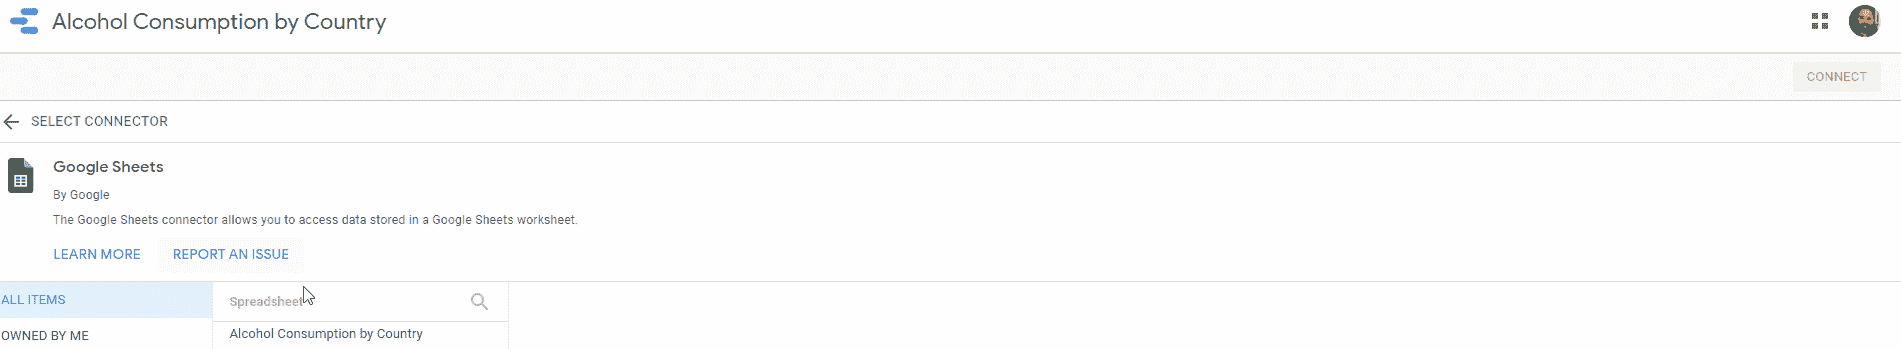 Alcohol Consumption by Country
CONNECT
SELECT CONNECTOR
Google Sheets
By Google
The Google Sheets connector allows you to access data stored in a Google Sheets worksheet.
LEARN MORE REPORT AN ISSUE
ALL ITEMS Spreadsheet
OWNED BY ME Alcohol Consumption by Country